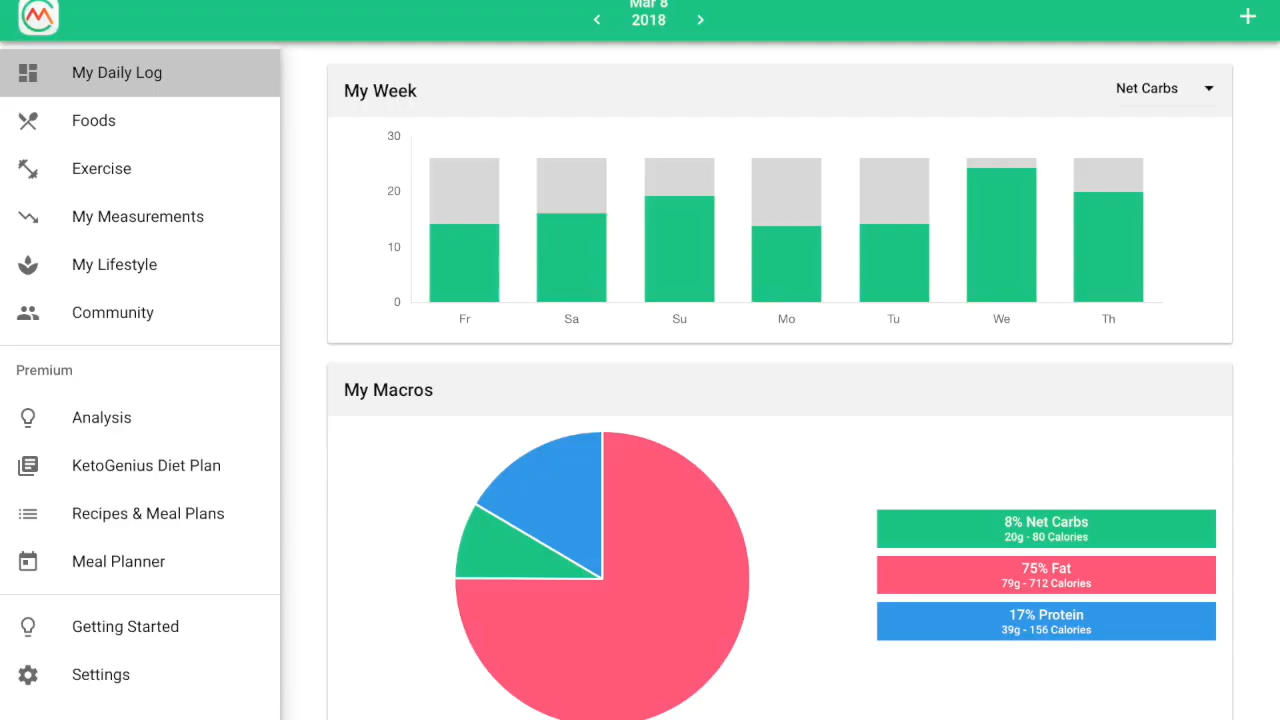 Mar 8
2018
My Daily Log
Foods
Exercise
My Measurements
My Lifestyle
Community
Premium
Analysis
KetoGenius Diet Plan
Recipes & Meal Plans
Meal Planner
Getting Started
Settings
My Week
Net Carbs
30
20
10
0
Fr Sa Su Mo Tu We Th
My Macros
8% Net Carbs
20g - 80 Calories
75% Fat
79g - 712 Calories
17% Protein
39g - 156 Calories